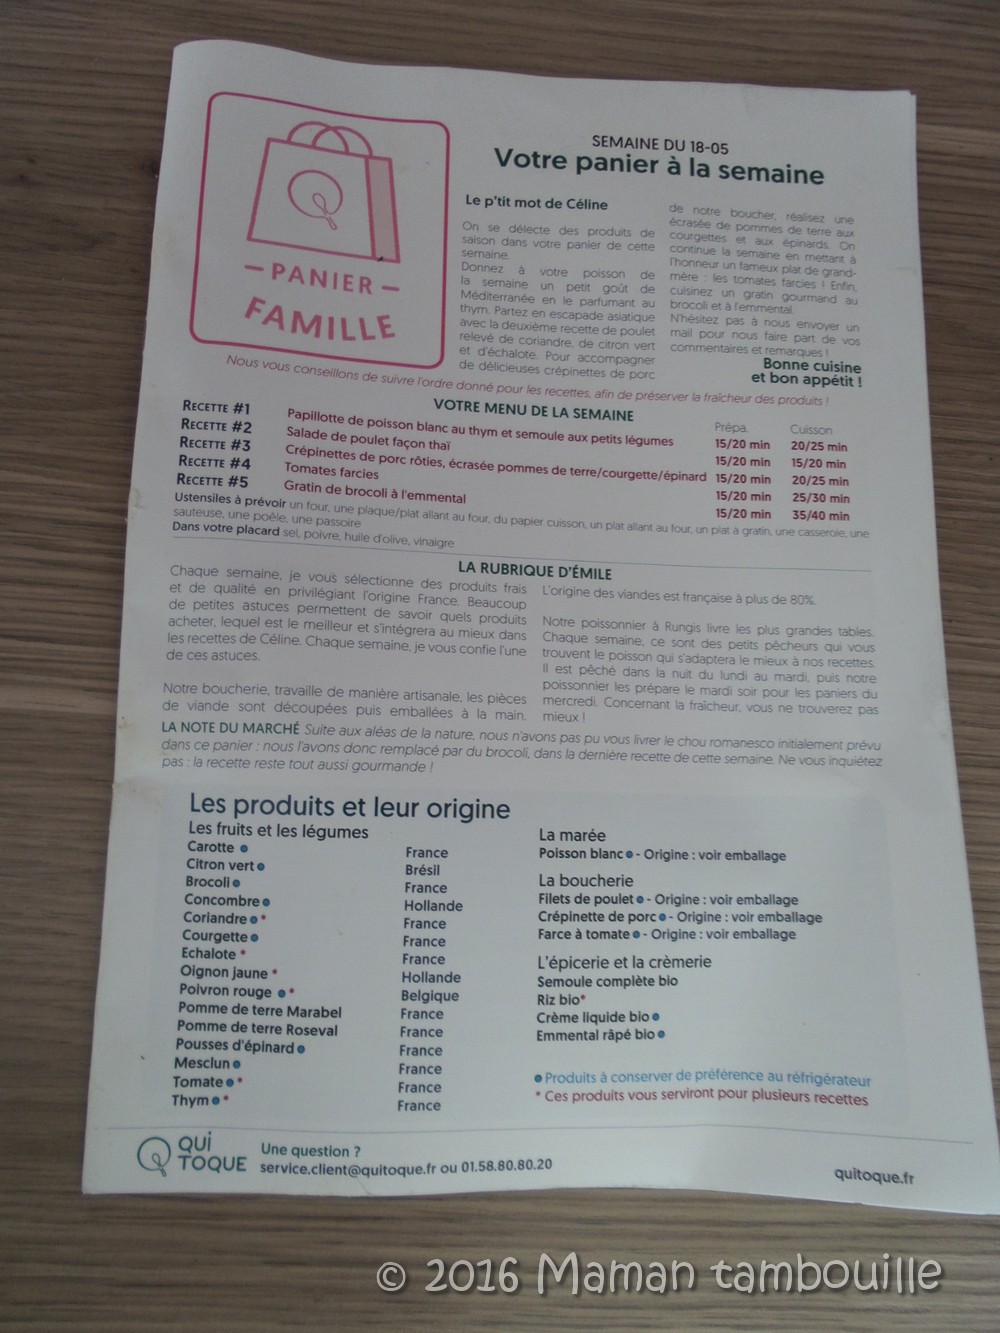 PANIER
FAMILLE
SEMAINE DU 18-05
Votre panier à la semaine
Le p'tit mot de Céline
On se délecte des produits de
saison dans votre panier de cette
semaine.
Donnez à votre poisson de
la semaine un petit goût de
Méditerranée en le parfumant au
thym. Partez en escapade asiatique
avec la deuxième recette de poulet
relevé de coriandre, de citron vert
et d'échalote. Pour accompagner
de délicieuses crépinettes de porc
de notre boucher, réalisez une
écrasée de pommes de terre aux
courgettes et aux épinards. On
continue la semaine en mettant à
l'honneur un fameux plat de grand-
mère : les tomates farcies ! Enfin,
cuisinez un gratin gourmand au
brocoli et à l'emmental.
N'hésitez pas à nous envoyer un
mail pour nous faire part de vos
commentaires et remarques !
Bonne cuisine
et bon appétit !
Nous vous conseillons de suivre l'ordre donné pour les recettes, afin de préserver la fraîcheur des produits !
VOTRE MENU DE LA SEMAINE
Prépa. Cuisson
RECETTE #1 Papillotte de poisson blanc au thym et semoule aux petits légumes 15/20 min 20/25 min
RECETTE #2 Salade de poulet façon thaï 15/20 min 15/20 min
RECETTE #3 Crépinettes de porc rôties, écrasée pommes de terre/courgette/épinard 15/20 min 20/25 min
RECETTE #4 Tomates farcies 15/20 min 25/30 min
RECETTE #5 Gratin de brocoli à l'emmental 15/20 min 35/40 min
Ustensiles à prévoir un four, une plaque/plat allant au four, du papier cuisson, un plat allant au four, un plat à gratin, une casserole, une
sauteuse, une poêle, une passoire
Dans votre placard sel, poivre, huile d'olive, vinaigre
LA RUBRIQUE D'ÉMILE
Chaque semaine, je vous sélectionne des produits frais
et de qualité en privilégiant l'origine France. Beaucoup
de petites astuces permettent de savoir quels produits
acheter, lequel est le meilleur et s'intégrera au mieux dans
les recettes de Céline. Chaque semaine, je vous confie l'une
de ces astuces.
Notre boucherie, travaille de manière artisanale, les pièces
de viande sont découpées puis emballées à la main.
L'origine des viandes est française à plus de 80%.
Notre poissonnier à Rungis livre les plus grandes tables.
Chaque semaine, ce sont des petits pêcheurs qui vous
trouvent le poisson qui s'adaptera le mieux à nos recettes.
Il est pêché dans la nuit du lundi au mardi, puis notre
poissonnier les prépare le mardi soir pour les paniers du
mercredi. Concernant la fraîcheur, vous ne trouverez pas
mieux !
LA NOTE DU MARCHÉ Suite aux aléas de la nature, nous n'avons pas pu vous livrer le chou romanesco initialement prévu
dans ce panier : nous l'avons donc remplacé par du brocoli, dans la dernière recette de cette semaine. Ne vous inquiétez
pas : la recette reste tout aussi gourmande !
Les produits et leur origine
Les fruits et les légumes
Carotte • France
Citron vert • Brésil
Brocoli • France
Concombre • Hollande
Coriandre • * France
Courgette • France
Echalote * France
Oignon jaune * Hollande
Poivron rouge • * Belgique
Pomme de terre Marabel France
Pomme de terre Roseval France
Pousses d'épinard • France
Mesclun • France
Tomate • * France
Thym • * France
La marée
Poisson blanc • - Origine : voir emballage
La boucherie
Filets de poulet • - Origine : voir emballage
Crépinette de porc • - Origine : voir emballage
Farce à tomate • - Origine : voir emballage
L'épicerie et la crèmerie
Semoule complète bio
Riz bio*
Crème liquide bio •
Emmental râpé bio •
• Produits à conserver de préférence au réfrigérateur
* Ces produits vous serviront pour plusieurs recettes
QUI
TOQUE
Une question ?
service.client@quitoque.fr ou 01.58.80.80.20
quitoque.fr
© 2016 Maman tambouille